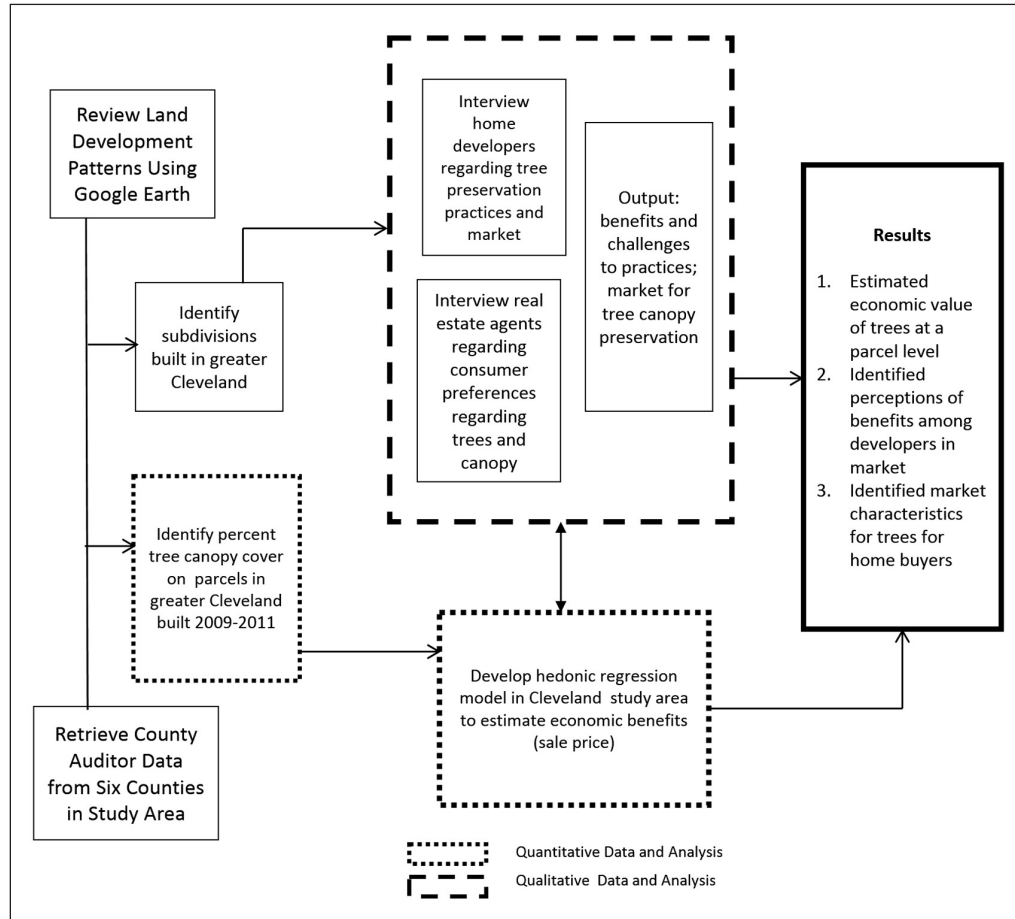 Review Land
Development
Patterns Using
Google Earth
Identify
subdivisions
built in greater
Cleveland
Identify percent
tree canopy cover
on parcels in
greater Cleveland
built 2009-2011
Retrieve County
Auditor Data
from Six Counties
in Study Area
Interview
home
developers
regarding tree
preservation
practices and
market
Interview real
estate agents
regarding
consumer
preferences
regarding
trees and
canopy
Output:
benefits and
challenges
to practices;
market for
tree canopy
preservation
Develop hedonic regression
model in Cleveland study area
to estimate economic benefits
(sale price)
Results
1. Estimated
economic value
of trees at a
parcel level
2. Identified
perceptions of
benefits among
developers in
market
3. Identified market
characteristics
for trees for
home buyers
Quantitative Data and Analysis
Qualitative Data and Analysis